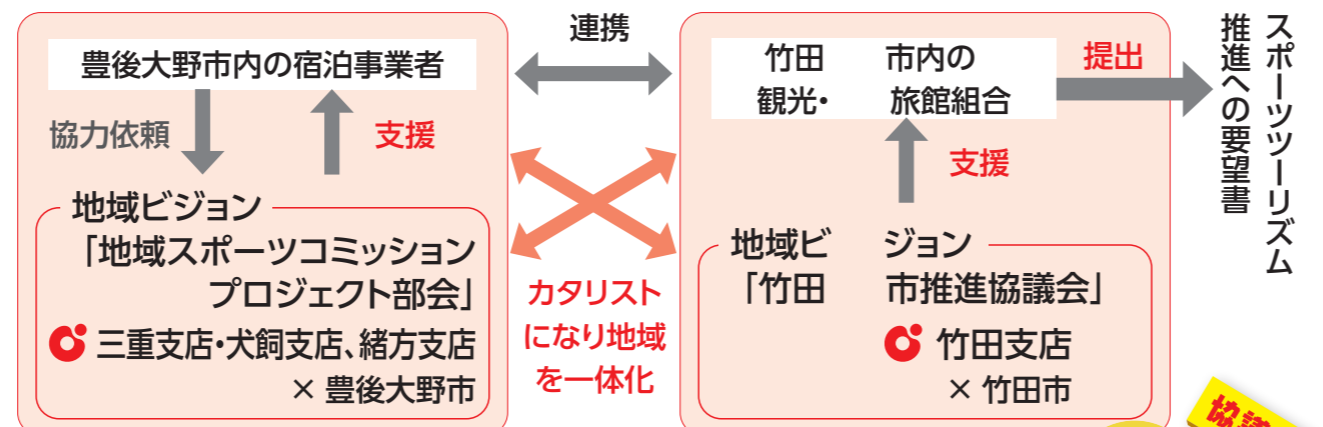 豊後大野市内の宿泊事業者
協力依頼
支援
地域ビジョン
「地域スポーツコミッション
プロジェクト部会」
三重支店・犬飼支店、緒方支店
× 豊後大野市
連携
カタリスト
になり地域
を一体化
竹田 市内の
観光・ 旅館組合
提出
支援
地域ビ ジョン
「竹田 市推進協議会」
竹田支店
× 竹田市
スポーツツーリズム
推進への要望書